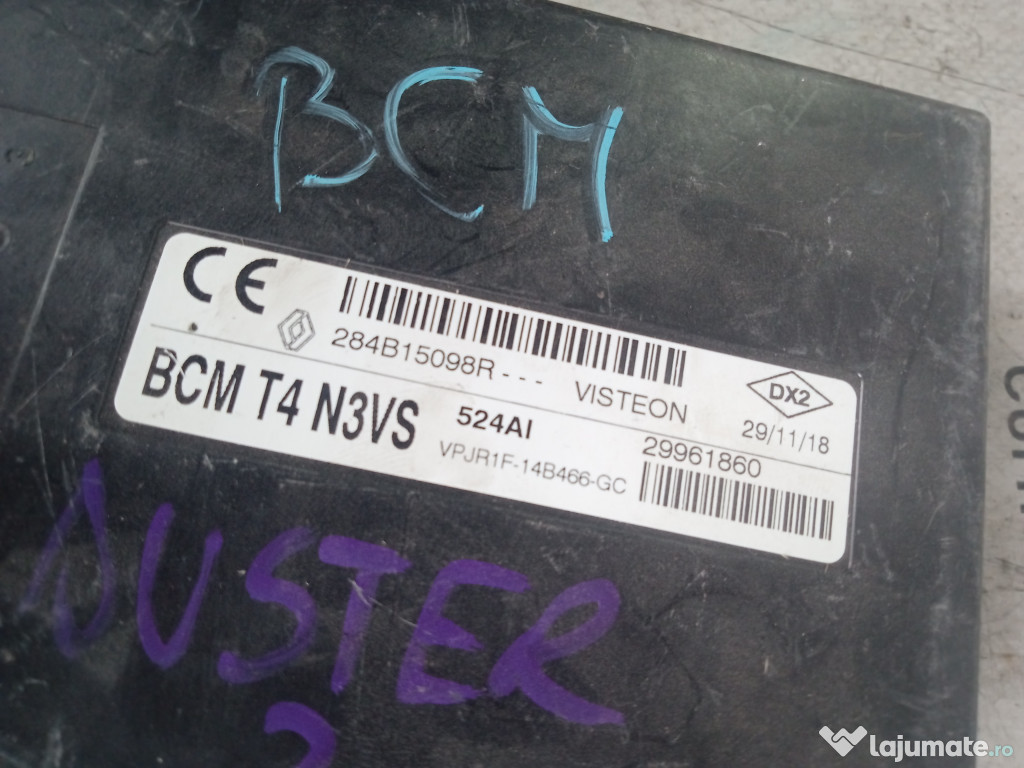 BCM
CE
284B15098R---
VISTEON
DX2
29/11/18
BCM T4 N3VS
524AI
29961860
VPJR1F-14B466-GC
DUSTER
lajumate.ro